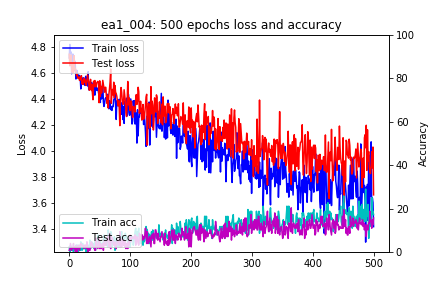 ea1_004: 500 epochs loss and accuracy
Train loss
Test loss
Train acc
Test acc
Loss
4.8
4.6
4.4
4.2
4.0
3.8
3.6
3.4
Accuracy
100
80
60
40
20
0
0 100 200 300 400 500